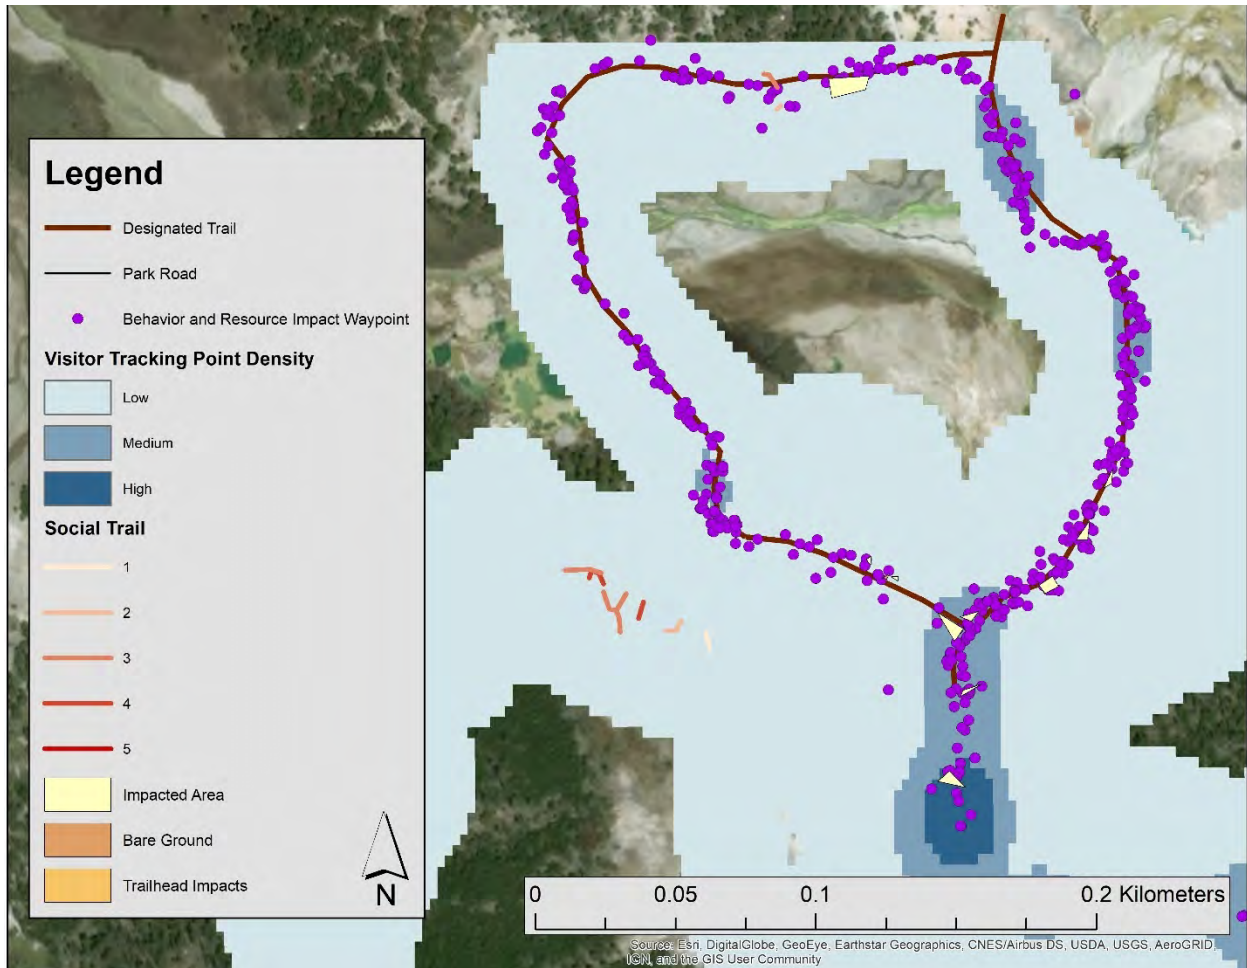 Legend
Designated Trail
Park Road
Behavior and Resource Impact Waypoint
Visitor Tracking Point Density
Low
Medium
High
Social Trail
1
2
3
4
5
Impacted Area
Bare Ground
Trailhead Impacts
N
0 0.05 0.1 0.2 Kilometers
Source: Esri, DigitalGlobe, GeoEye, Earthstar Geographics, CNES/Airbus DS, USDA, USGS, AeroGRID,
IGN, and the GIS User Community